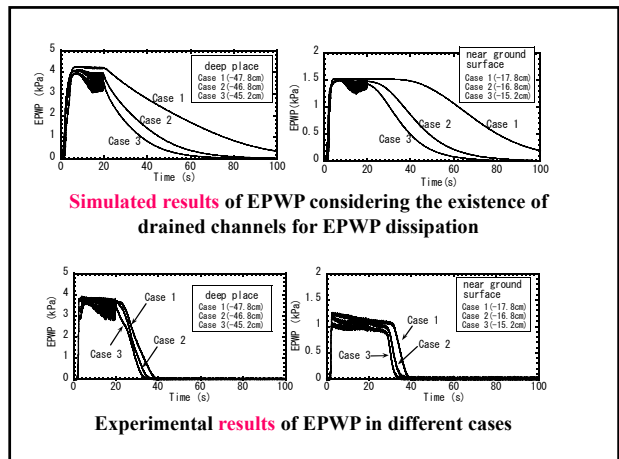 5
4
3
2
1
0
EPWP (kPa)
0 20 40 60 80 100
Time (s)
deep place
Case 1(-47.8cm)
Case 2(-46.8cm)
Case 3(-45.2cm)
Case 1
Case 2
Case 3
2
1.5
1
0.5
0
EPWP (kPa)
0 20 40 60 80 100
Time(s)
near ground
surface
Case 1(-17.8cm)
Case 2(-16.8cm)
Case 3(-15.2cm)
Case 1
Case 2
Case 3
Simulated results of EPWP considering the existence of
drained channels for EPWP dissipation
5
4
3
2
1
0
EPWP (kPa)
0 20 40 60 80 100
Time (s)
deep place
Case 1(-47.8cm)
Case 2(-46.8cm)
Case 3(-45.2cm)
Case 1
Case 2
Case 3
2
1.5
1
0.5
0
EPWP (kPa)
0 20 40 60 80 100
Time (s)
near ground
surface
Case 1(-17.8cm)
Case 2(-16.8cm)
Case 3(-15.2cm)
Case 1
Case 2
Case 3
Experimental results of EPWP in different cases